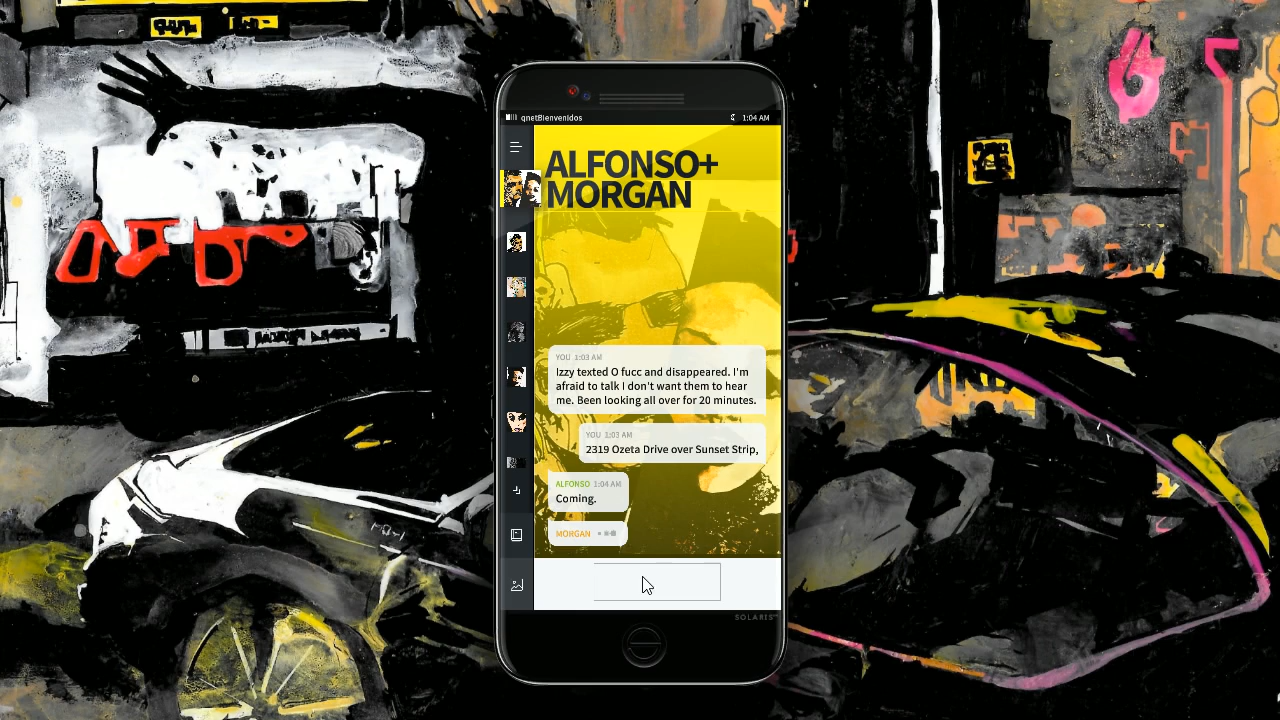 qnetBienvenidos
1:04 AM
ALFONSO+
MORGAN
YOU 1:03 AM
Izzy texted O fucc and disappeared. I'm
afraid to talk I don't want them to hear
me. Been looking all over for 20 minutes.
YOU 1:03 AM
2319 Ozeta Drive over Sunset Strip,
ALFONSO 1:04 AM
Coming.
MORGAN
SOLARIS
6